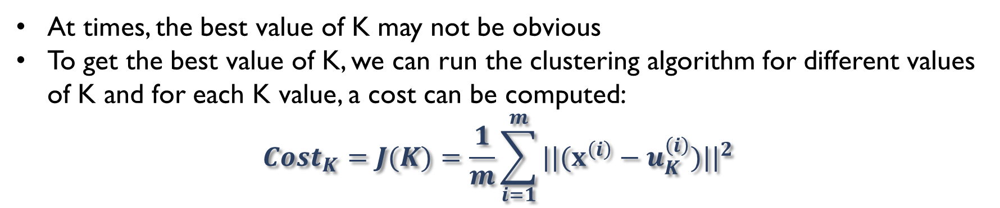 • At times, the best value of K may not be obvious
• To get the best value of K, we can run the clustering algorithm for different values
of K and for each K value, a cost can be computed:
Cost_K = J(K) = \frac{1}{m} \sum_{i=1}^{m} ||(x^{(i)} − u_K^{(i)})||^2